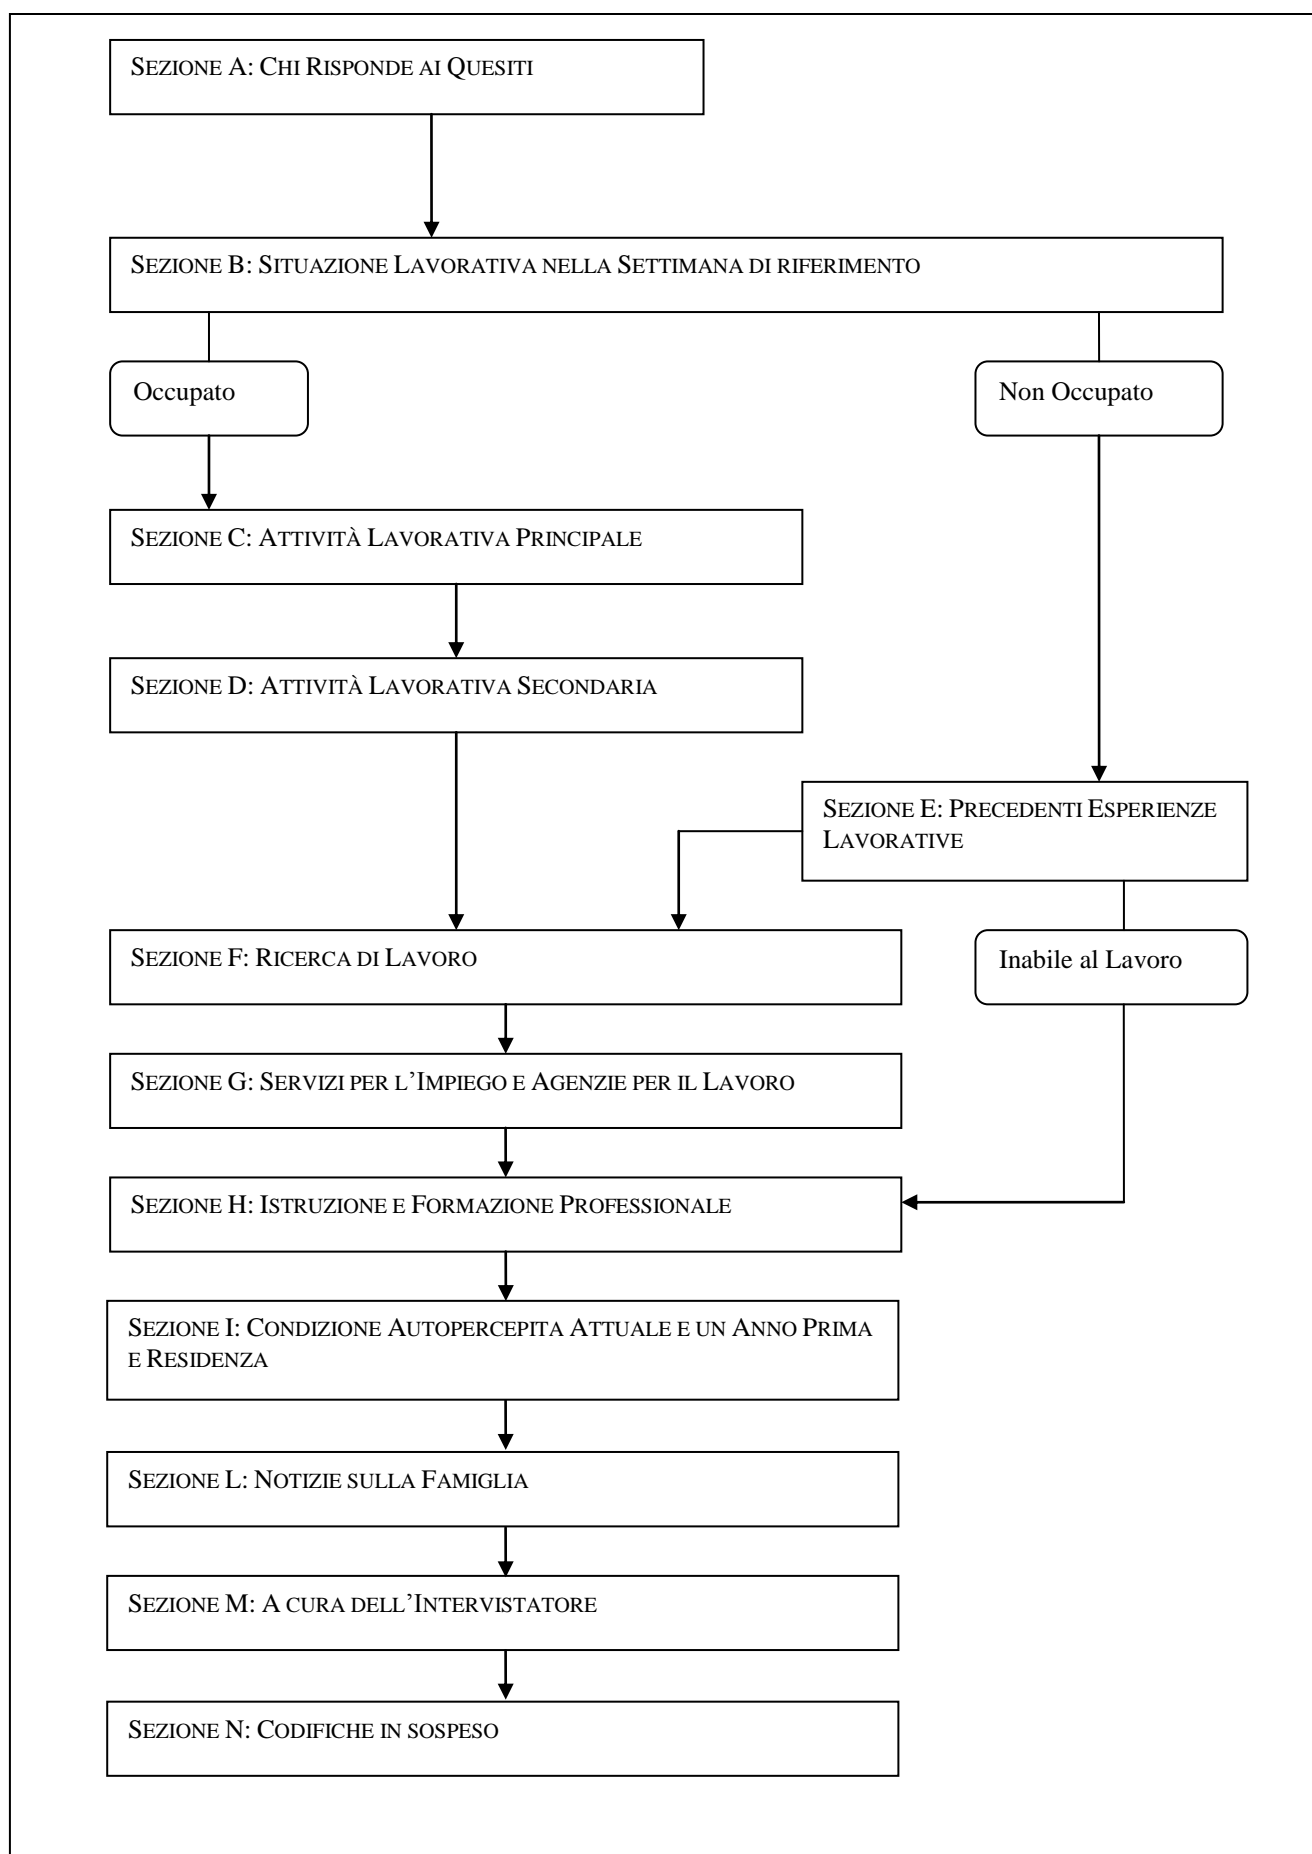 SEZIONE A: CHI RISPONDE AI QUESITI
SEZIONE B: SITUAZIONE LAVORATIVA NELLA SETTIMANA DI RIFERIMENTO
Occupato
Non Occupato
SEZIONE C: ATTIVITÀ LAVORATIVA PRINCIPALE
SEZIONE D: ATTIVITÀ LAVORATIVA SECONDARIA
SEZIONE E: PRECEDENTI ESPERIENZE
LAVORATIVE
SEZIONE F: RICERCA DI LAVORO
Inabile al Lavoro
SEZIONE G: SERVIZI PER L’IMPIEGO E AGENZIE PER IL LAVORO
SEZIONE H: ISTRUZIONE E FORMAZIONE PROFESSIONALE
SEZIONE I: CONDIZIONE AUTOPERCEPITA ATTUALE E UN ANNO PRIMA
E RESIDENZA
SEZIONE L: NOTIZIE SULLA FAMIGLIA
SEZIONE M: A CURA DELL’INTERVISTATORE
SEZIONE N: CODIFICHE IN SOSPESO